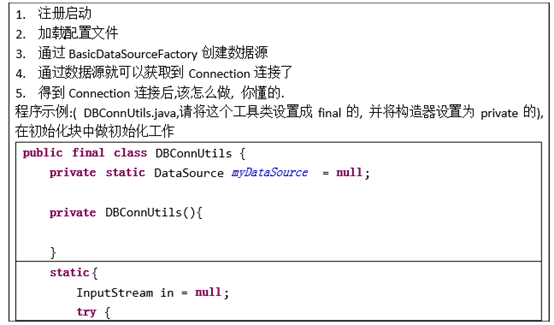 1. 注册启动
2. 加载配置文件
3. 通过 BasicDataSourceFactory 创建数据源
4. 通过数据源就可以获取到 Connection 连接了
5. 得到 Connection 连接后,该怎么做, 你懂的.
程序示例:( DBConnUtils.java,请将这个工具类设置成 final 的, 并将构造器设置为 private 的),
在初始化块中做初始化工作
public final class DBConnUtils {
private static DataSource myDataSource = null;
private DBConnUtils(){
}
static{
InputStream in = null;
try {